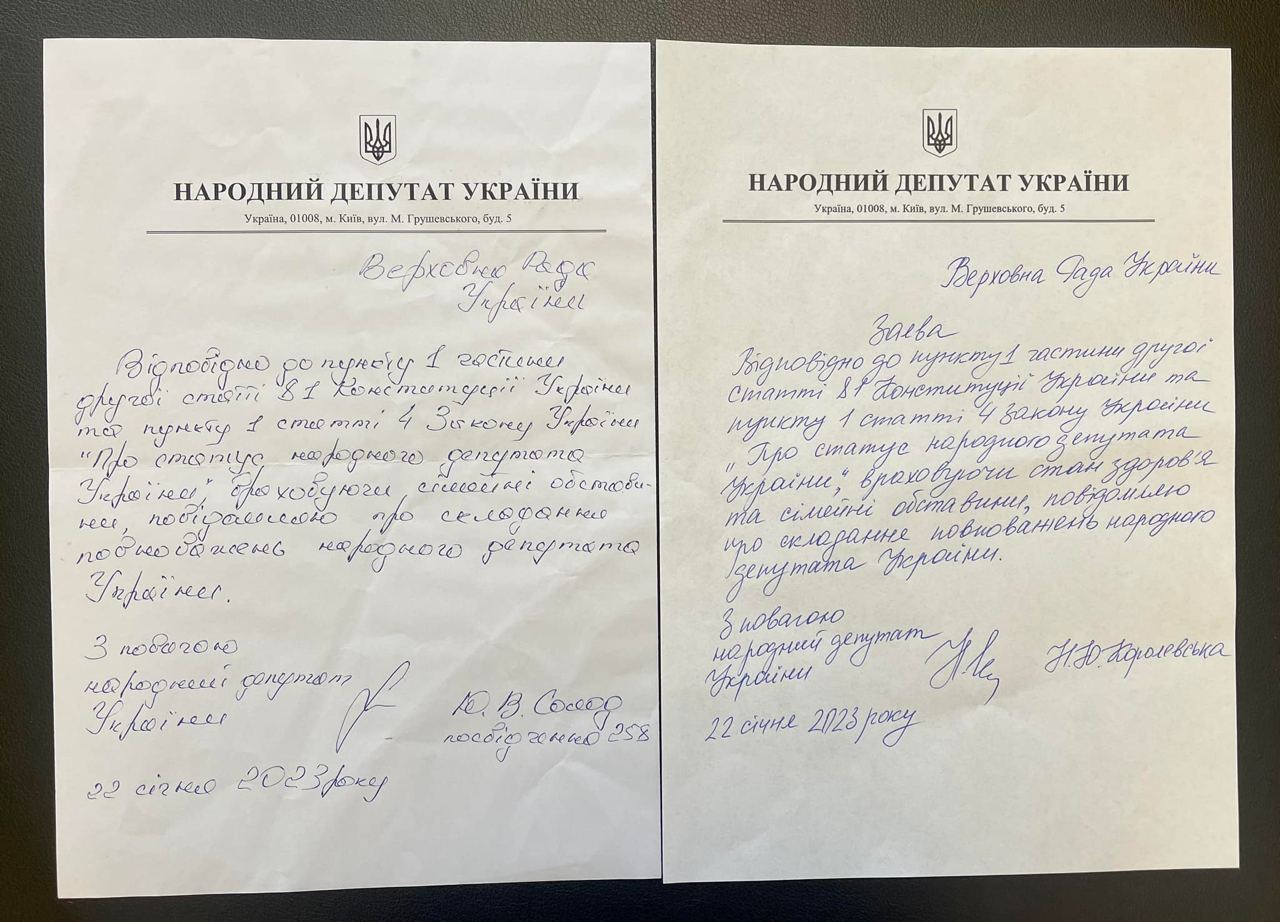 НАРОДНИЙ ДЕПУТАТ УКРАЇНИ
Україна, 01008, м. Київ, вул. М. Грушевського, буд. 5
Верховна Рада
України
Відповідно до пункту 1 частини
другої статті 81 Конституції України
та пункту 1 статті 4 Закону України
"Про статус народного депутата
України", враховуючи сімейні обстави-
ни, повідомляю про складання
повноважень народного депутата
України.
З повагою
народний депутат
України
Ю. В. Солод
посвідчення 258
22 січня 2023 року
НАРОДНИЙ ДЕПУТАТ УКРАЇНИ
Україна, 01008, м. Київ, вул. М. Грушевського, буд. 5
Верховна Рада України
Заява
Відповідно до пункту 1 частини другої
статті 81 Конституції України та
пункту 1 статті 4 Закону України
„Про статус народного депутата
України", враховуючи стан здоров'я
та сімейні обставини, повідомляю
про складання повноважень народного
депутата України.
З повагою
народний депутат
України
Н.Ю. Королевська
22 січня 2023 року